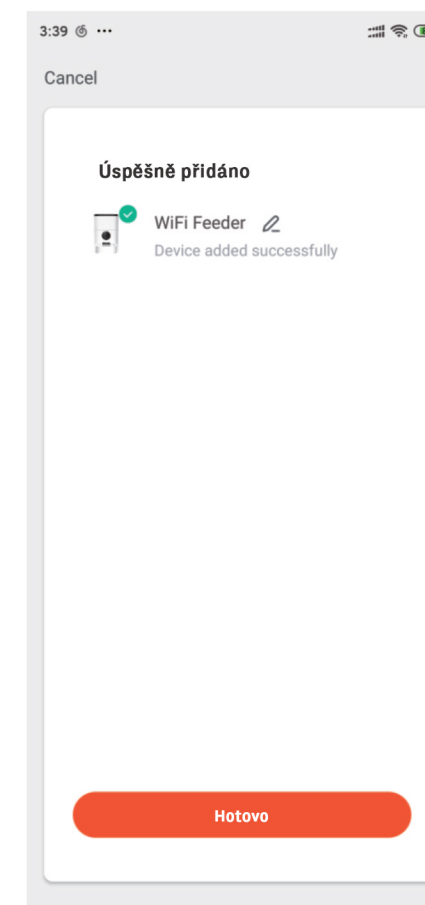 3:39 ...
Cancel
Úspěšně přidáno
WiFi Feeder
Device added successfully
Hotovo